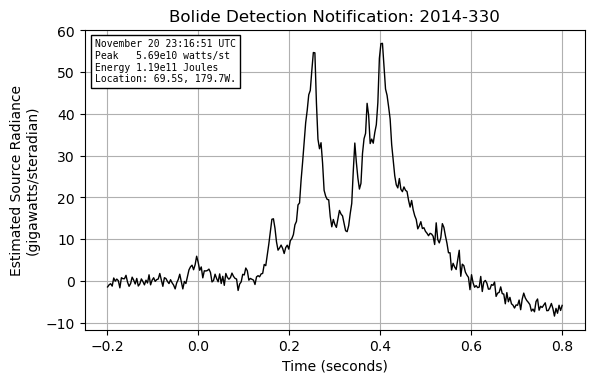 Bolide Detection Notification: 2014-330
November 20 23:16:51 UTC
Peak   5.69e10 watts/st
Energy 1.19e11 Joules
Location: 69.5S, 179.7W.
Estimated Source Radiance
(gigawatts/steradian)
60
50
40
30
20
10
0
−10
−0.2
0.0
0.2
0.4
0.6
0.8
Time (seconds)